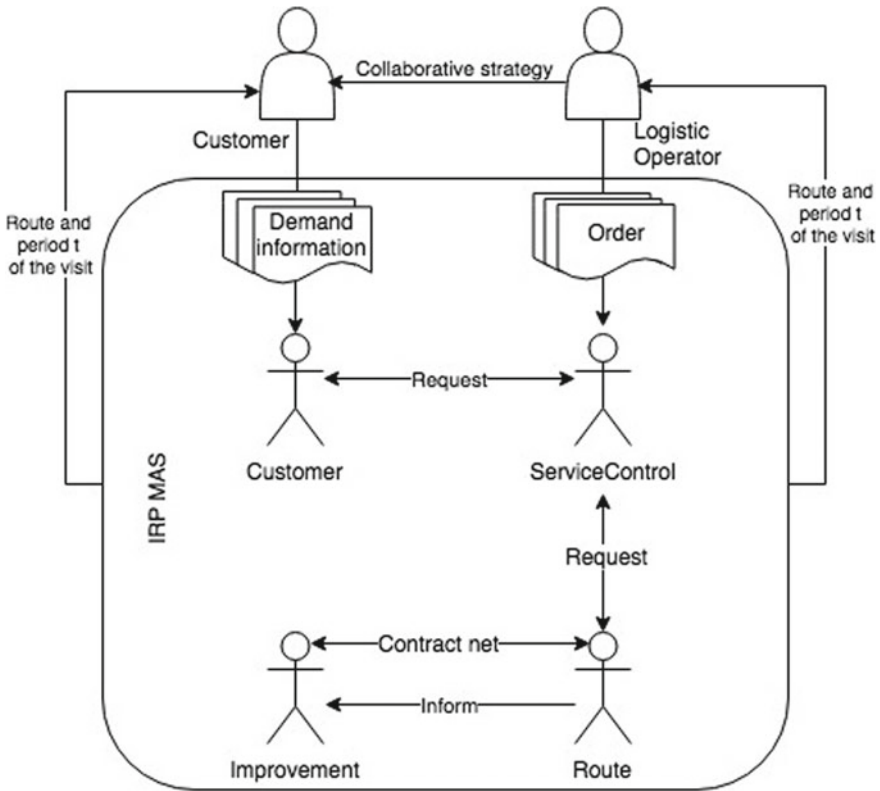 Collaborative strategy
Customer
Logistic
Operator
Route and
period t
of the visit
Route and
period t
of the visit
Demand
information
Order
Request
Customer
ServiceControl
IRP MAS
Request
Contract net
Inform
Improvement
Route